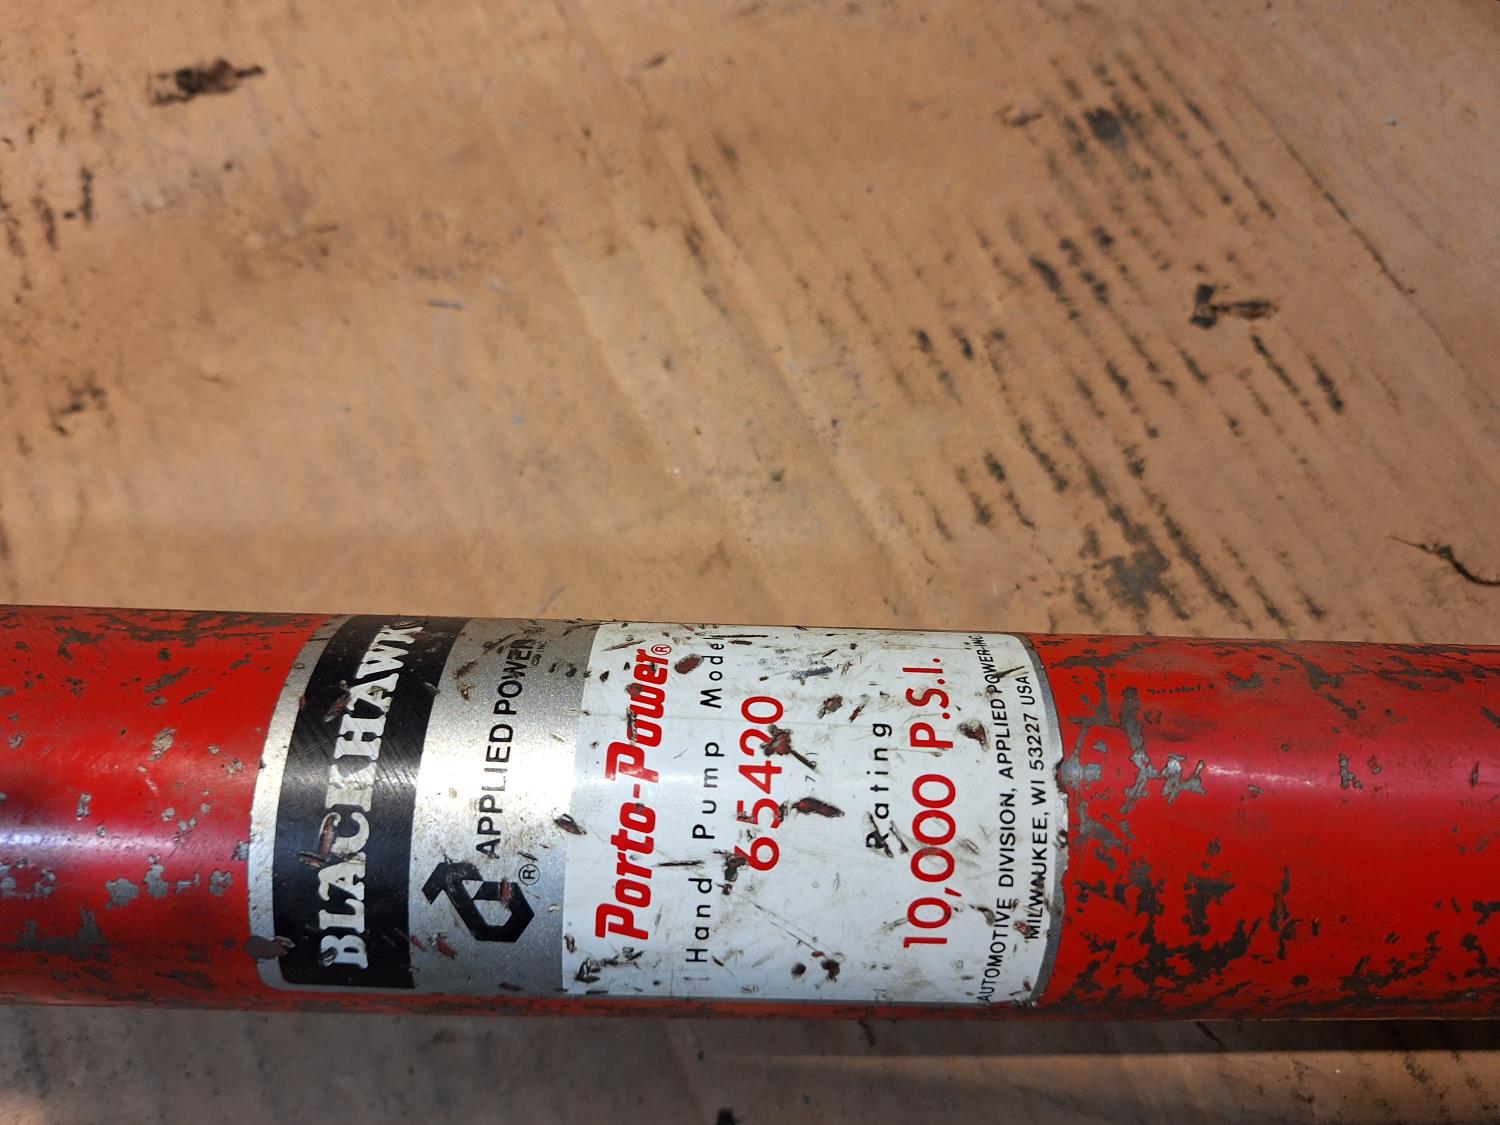 BLACKHAWK®
APPLIED POWER
®
Porto-Power®
Hand Pump Model
65420
Rating
10,000 P.S.I.
AUTOMOTIVE DIVISION, APPLIED POWER INC.
MILWAUKEE, WI 53227 USA